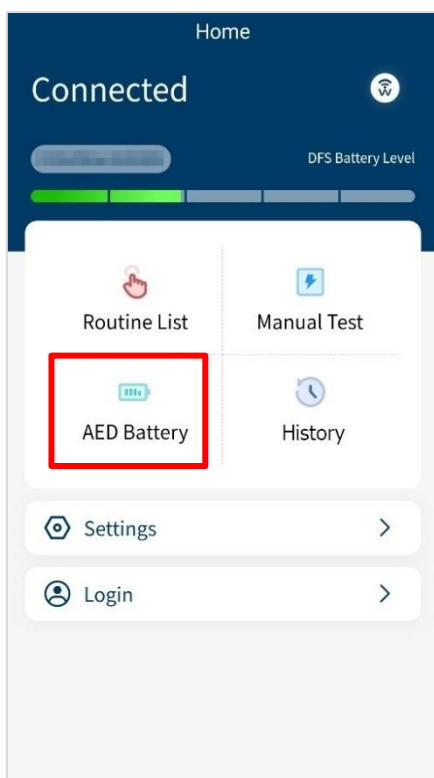 Home
Connected
DFS Battery Level
Routine List
Manual Test
AED Battery
History
Settings
Login